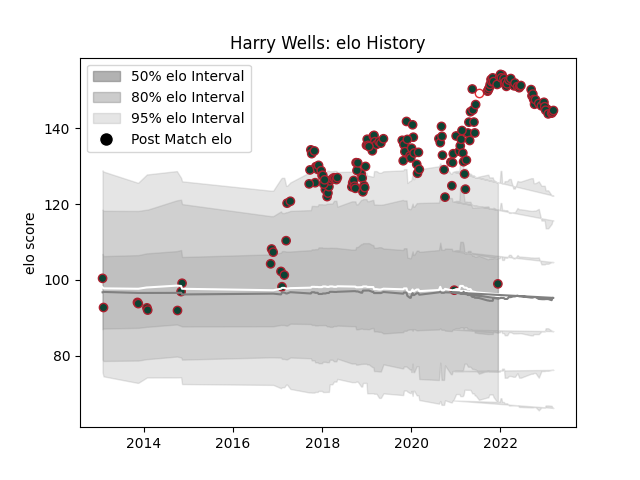 Harry Wells: elo History
50% elo Interval
80% elo Interval
95% elo Interval
Post Match elo
elo score
140
120
100
80
2014
2016
2018
2020
2022